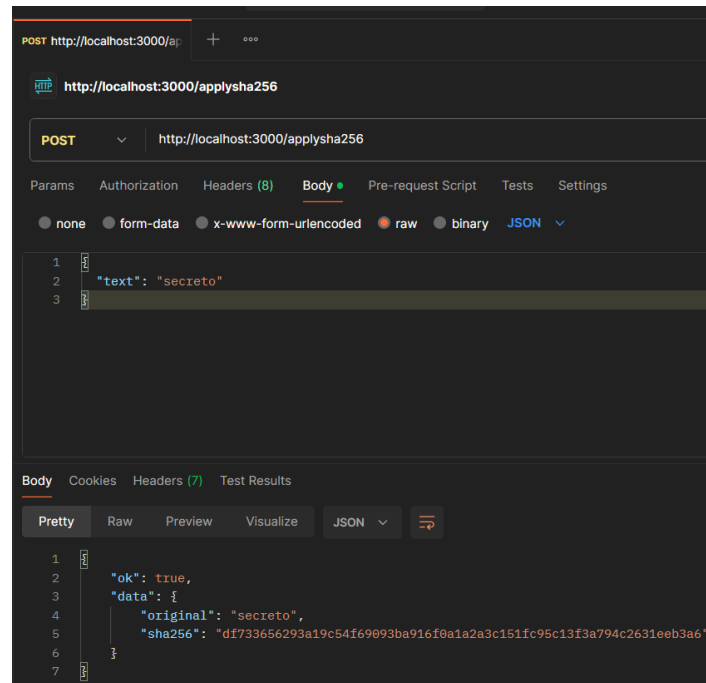 POST http://localhost:3000/ap
HTTP http://localhost:3000/applysha256
POST http://localhost:3000/applysha256
Params Authorization Headers (8) Body Pre-request Script Tests Settings
none form-data x-www-form-urlencoded raw binary JSON
1 {
2 "text": "secreto"
3 }
Body Cookies Headers (7) Test Results
Pretty Raw Preview Visualize JSON
1 {
2 "ok": true,
3 "data": {
4 "original": "secreto",
5 "sha256": "df733656293a19c54f69093ba916f0a1a2a3c151fc95c13f3a794c2631eeb3a6"
6 }
7 }